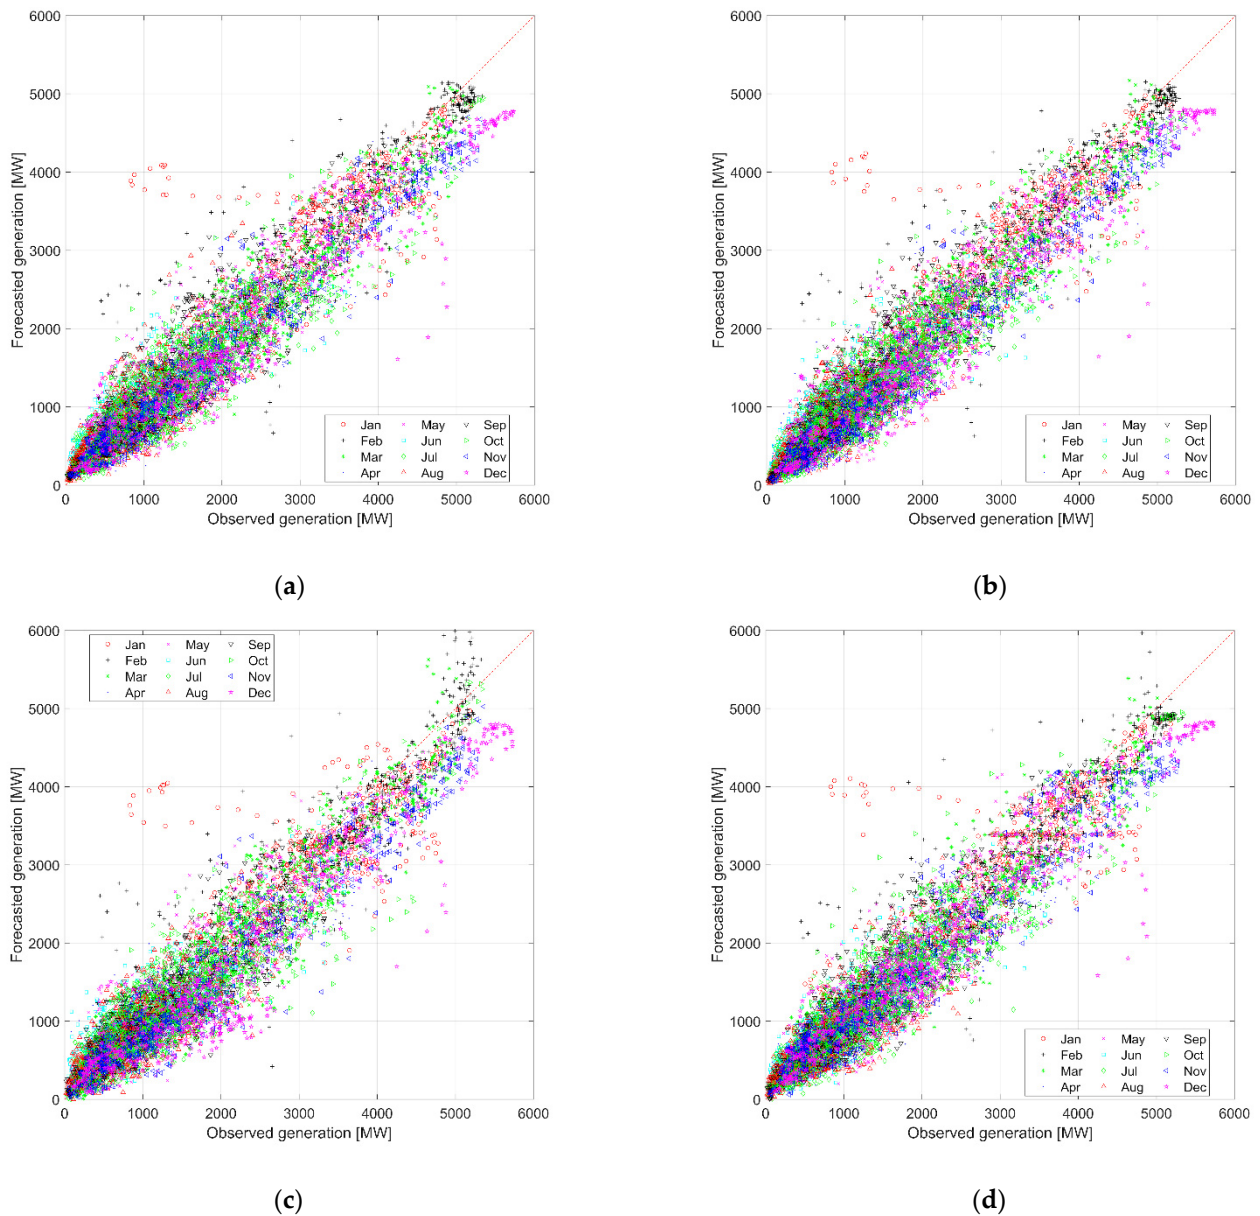 6000
5000
4000
3000
2000
1000
0
Forecasted generation [MW]
0 1000 2000 3000 4000 5000 6000
Observed generation [MW]
Jan May Sep
Feb Jun Oct
Mar Jul Nov
Apr Aug Dec
(a)
6000
5000
4000
3000
2000
1000
0
Forecasted generation [MW]
0 1000 2000 3000 4000 5000 6000
Observed generation [MW]
Jan May Sep
Feb Jun Oct
Mar Jul Nov
Apr Aug Dec
(b)
6000
5000
4000
3000
2000
1000
0
Forecasted generation [MW]
Jan May Sep
Feb Jun Oct
Mar Jul Nov
Apr Aug Dec
0 1000 2000 3000 4000 5000 6000
Observed generation [MW]
(c)
6000
5000
4000
3000
2000
1000
0
Forecasted generation [MW]
Jan May Sep
Feb Jun Oct
Mar Jul Nov
Apr Aug Dec
0 1000 2000 3000 4000 5000 6000
Observed generation [MW]
(d)